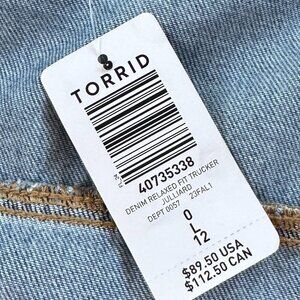 TORRID
40735338
DENIM RELAXED FIT TRUCKER
JULLIARD
DEPT 0057 23FAL1
0
L
12
$89.50 USA
$112.50 CAN